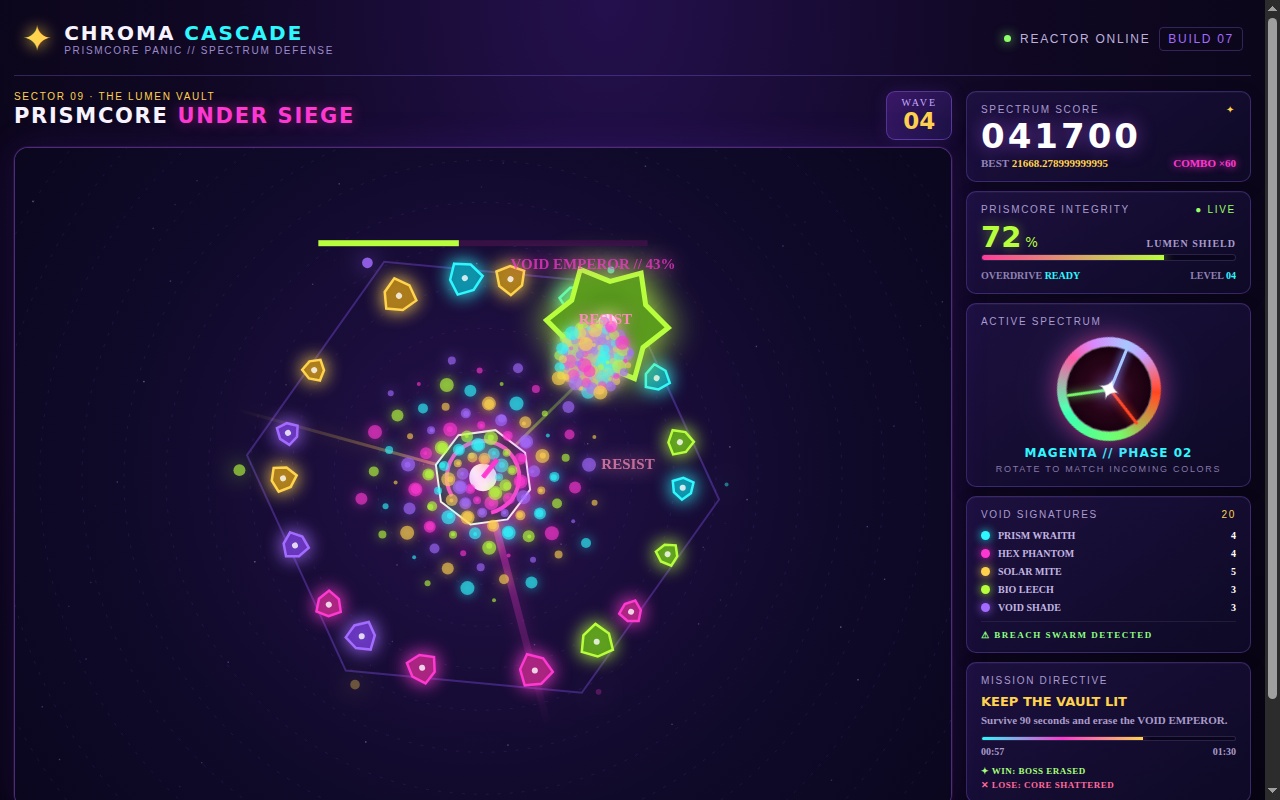 CHROMA CASCADE
PRISMCORE PANIC // SPECTRUM DEFENSE
REACTOR ONLINE
BUILD 07
SECTOR 09 · THE LUMEN VAULT
PRISMCORE UNDER SIEGE
WAVE
04
VOID EMPEROR // 43%
RESIST
RESIST
SPECTRUM SCORE
041700
BEST 21668.278999999995
COMBO ×60
PRISMCORE INTEGRITY
● LIVE
72 %
LUMEN SHIELD
OVERDRIVE READY
LEVEL 04
ACTIVE SPECTRUM
MAGENTA // PHASE 02
ROTATE TO MATCH INCOMING COLORS
VOID SIGNATURES 20
PRISM WRAITH 4
HEX PHANTOM 4
SOLAR MITE 5
BIO LEECH 3
VOID SHADE 3
⚠ BREACH SWARM DETECTED
MISSION DIRECTIVE
KEEP THE VAULT LIT
Survive 90 seconds and erase the VOID EMPEROR.
00:57 01:30
✦ WIN: BOSS ERASED
✕ LOSE: CORE SHATTERED